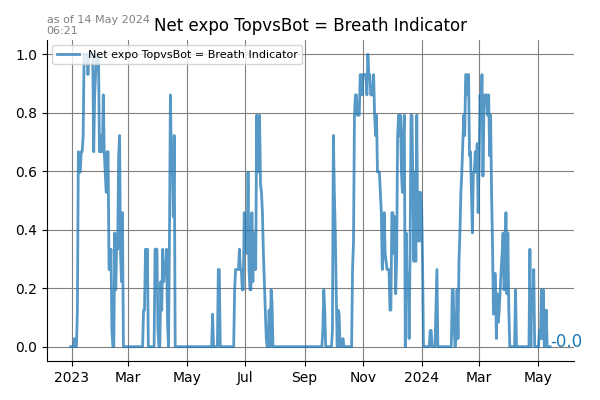 as of 14 May 2024
06:21
Net expo TopvsBot = Breath Indicator
Net expo TopvsBot = Breath Indicator
1.0
0.8
0.6
0.4
0.2
0.0
-0.0
2023 Mar May Jul Sep Nov 2024 Mar May